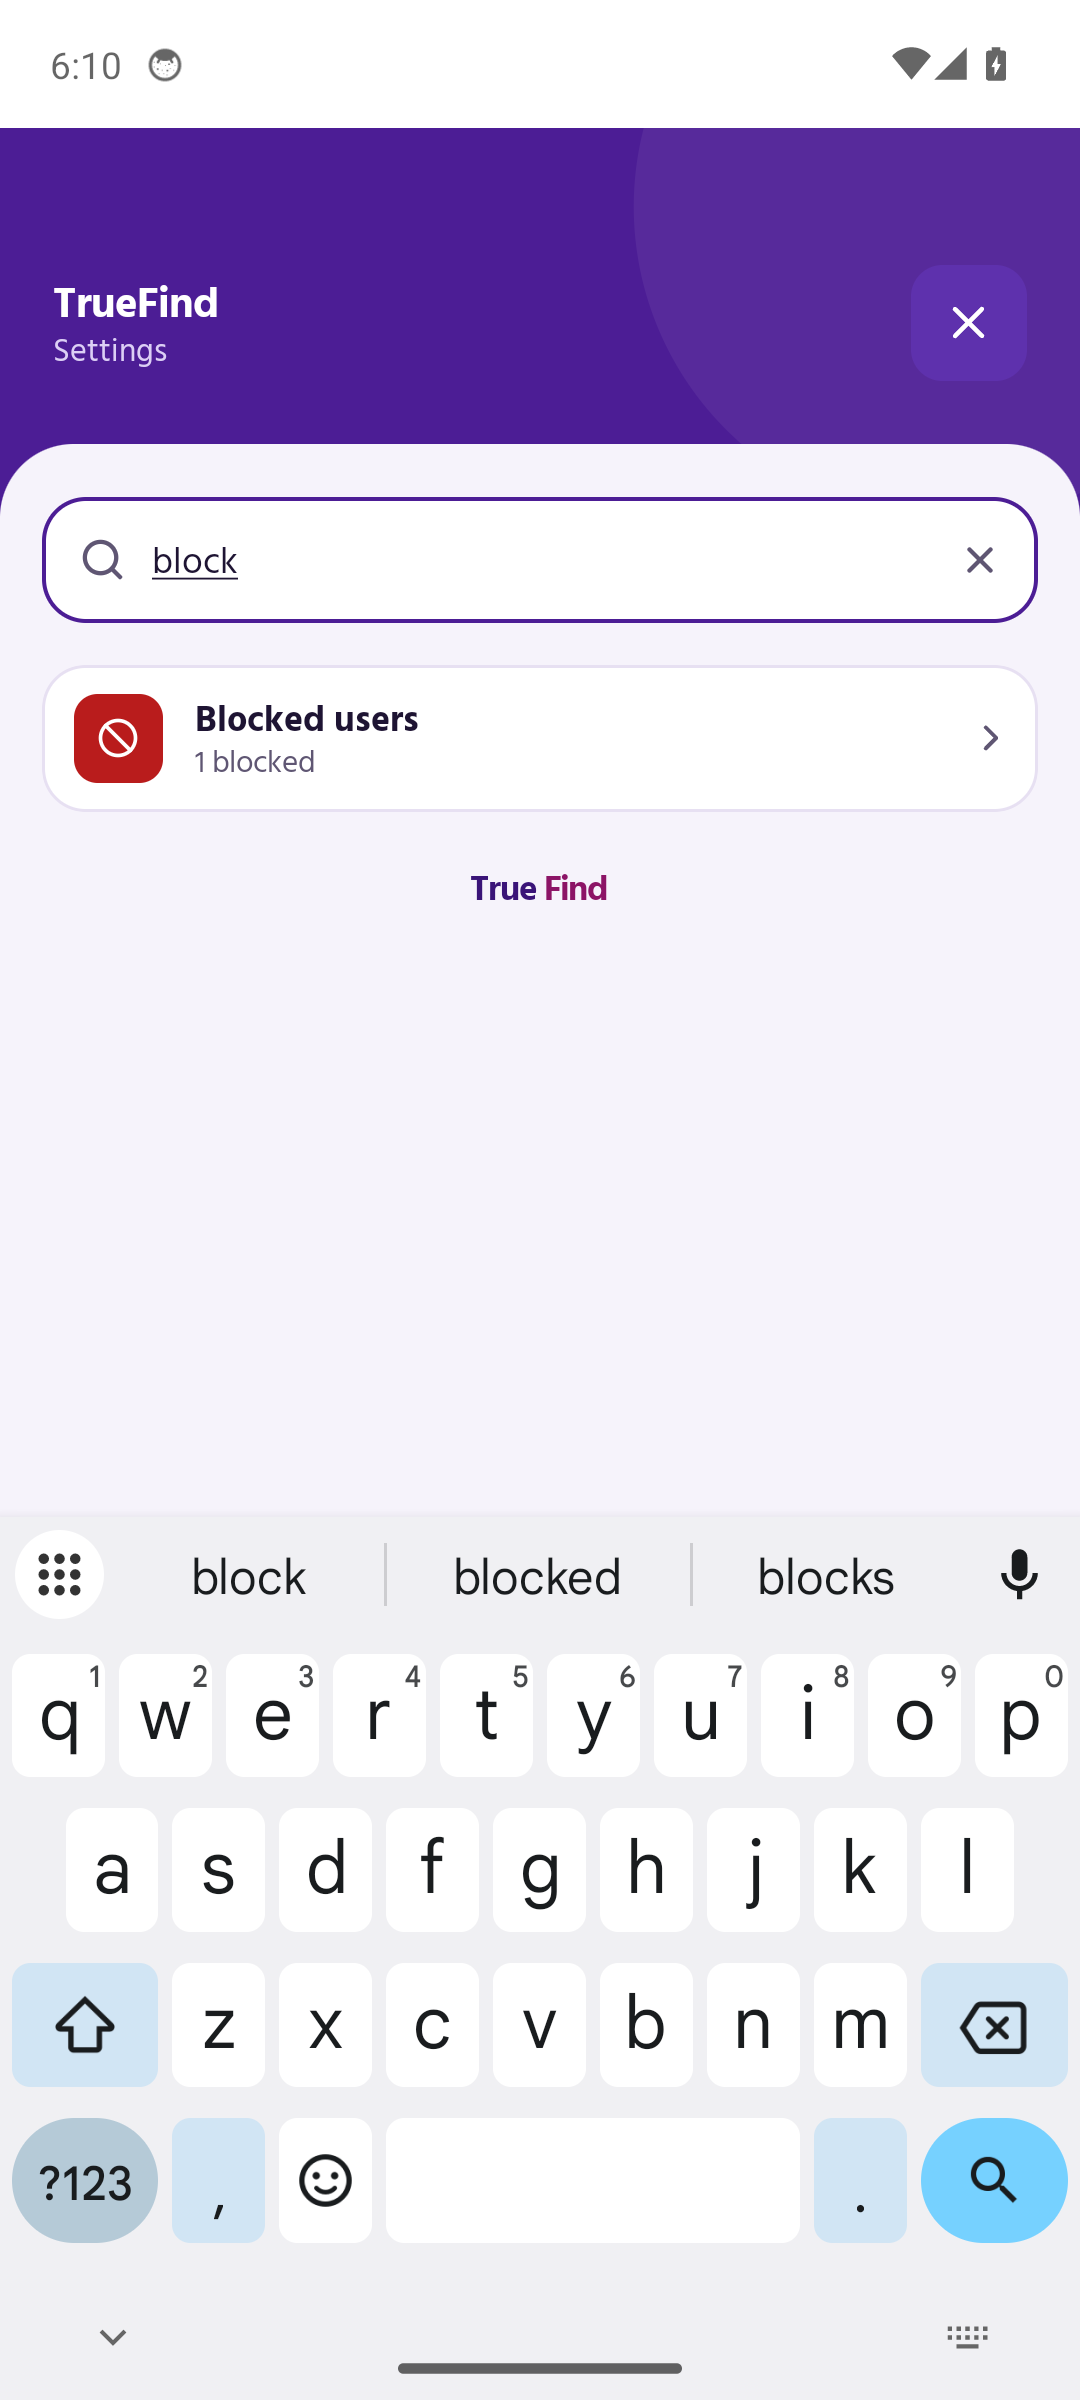 6:10
TrueFind
Settings
block
Blocked users
1 blocked
True Find
block blocked blocks
q1 w2 e3 r4 t5 y6 u7 i8 o9 p0
a s d f g h j k l
z x c v b n m
?123 , .